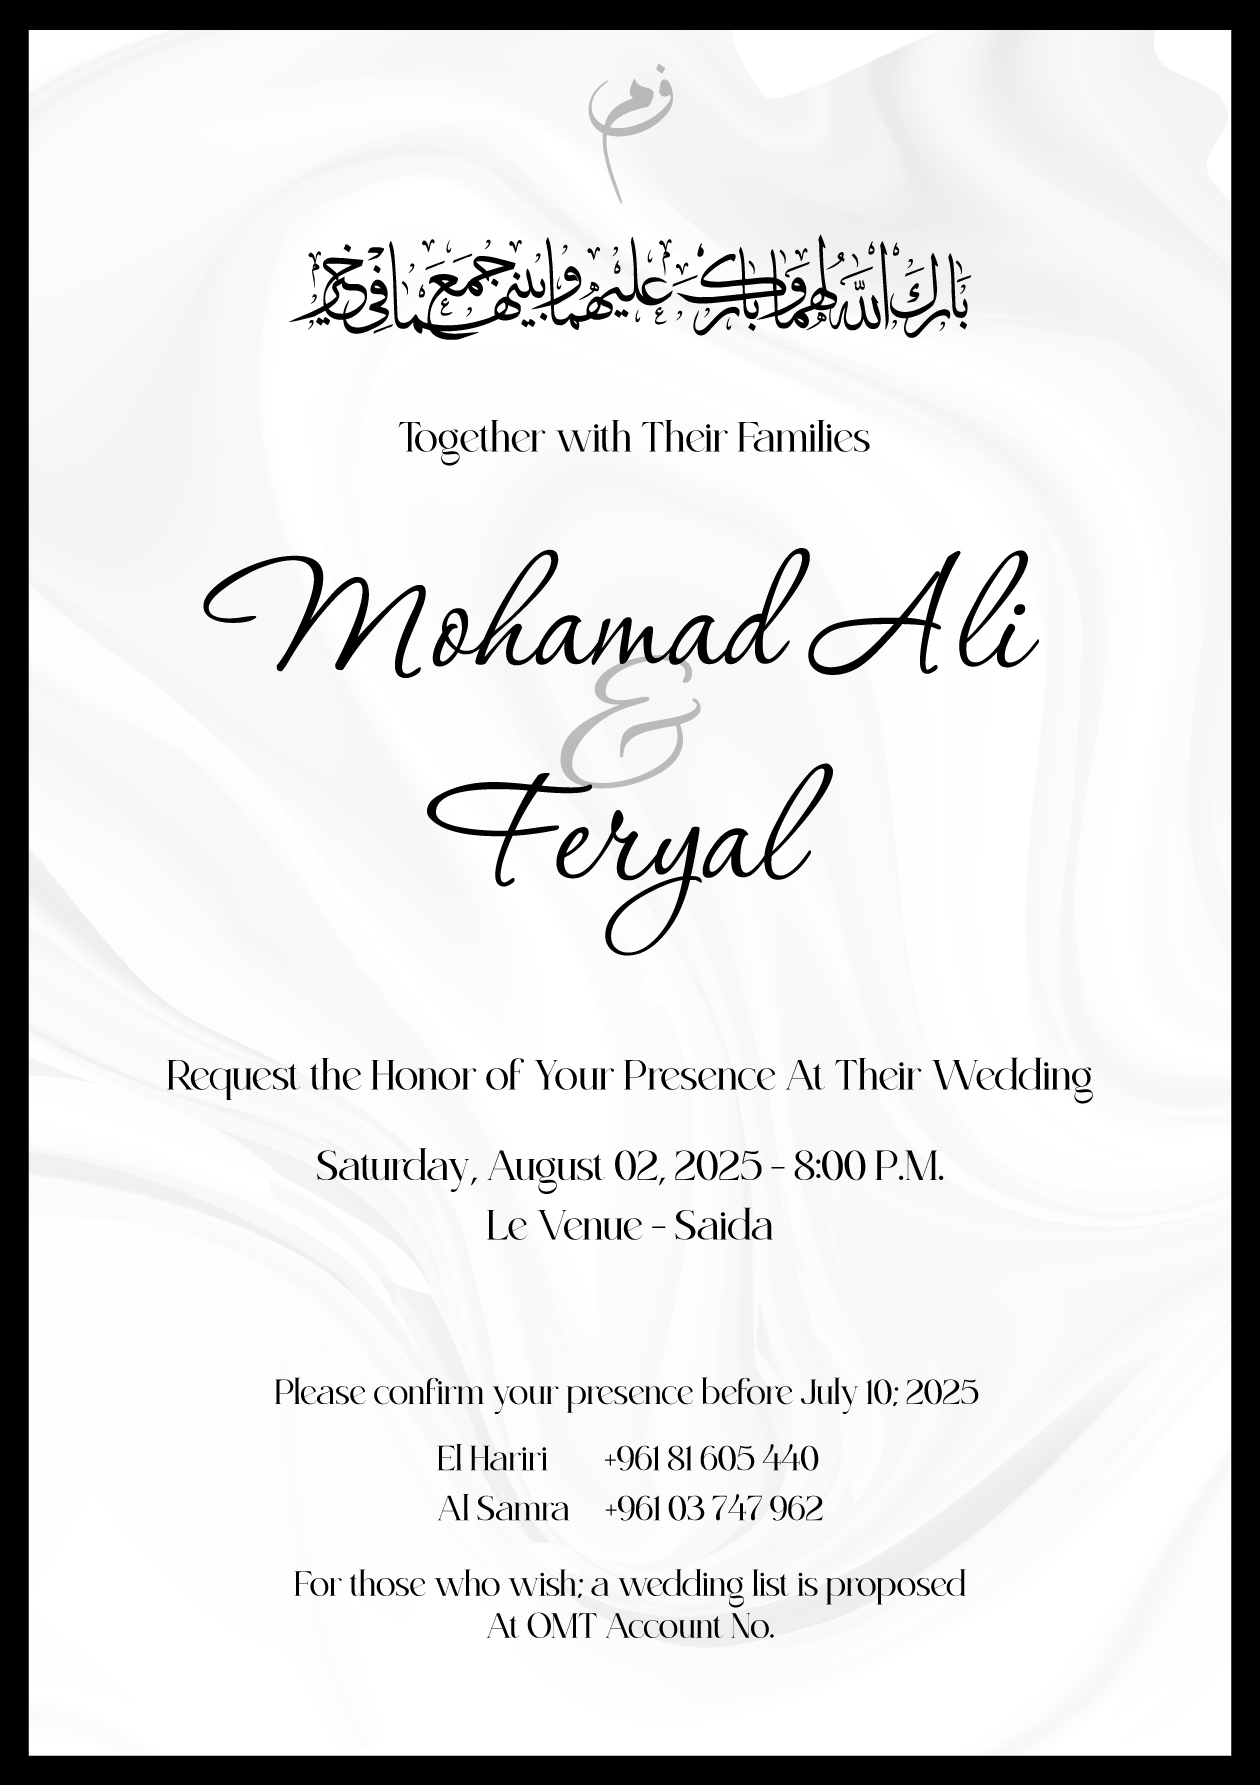 فم
بارك الله لهما وبارك عليهما وجمع بينهما في خير
Together with Their Families
Mohamad Ali
&
Feryal
Request the Honor of Your Presence At Their Wedding
Saturday, August 02, 2025 - 8:00 P.M.
Le Venue - Saida
Please confirm your presence before July 10; 2025
El Hariri +961 81 605 440
Al Samra +961 03 747 962
For those who wish; a wedding list is proposed
At OMT Account No.